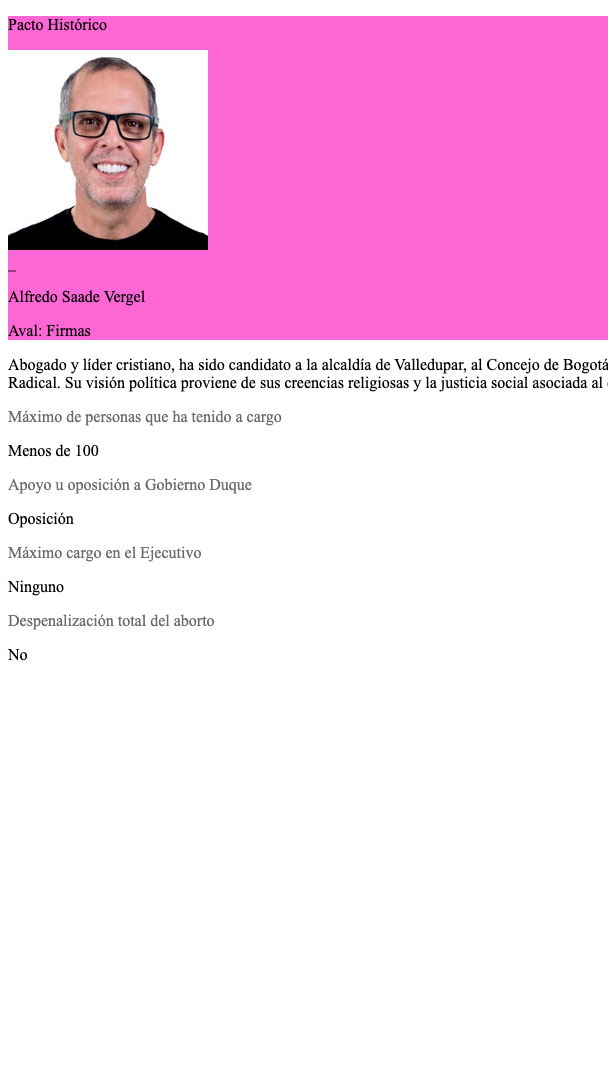 Pacto Histórico
_
Alfredo Saade Vergel
Aval: Firmas
Abogado y líder cristiano, ha sido candidato a la alcaldía de Valledupar, al Concejo de Bogotá
Radical. Su visión política proviene de sus creencias religiosas y la justicia social asociada al
Máximo de personas que ha tenido a cargo
Menos de 100
Apoyo u oposición a Gobierno Duque
Oposición
Máximo cargo en el Ejecutivo
Ninguno
Despenalización total del aborto
No